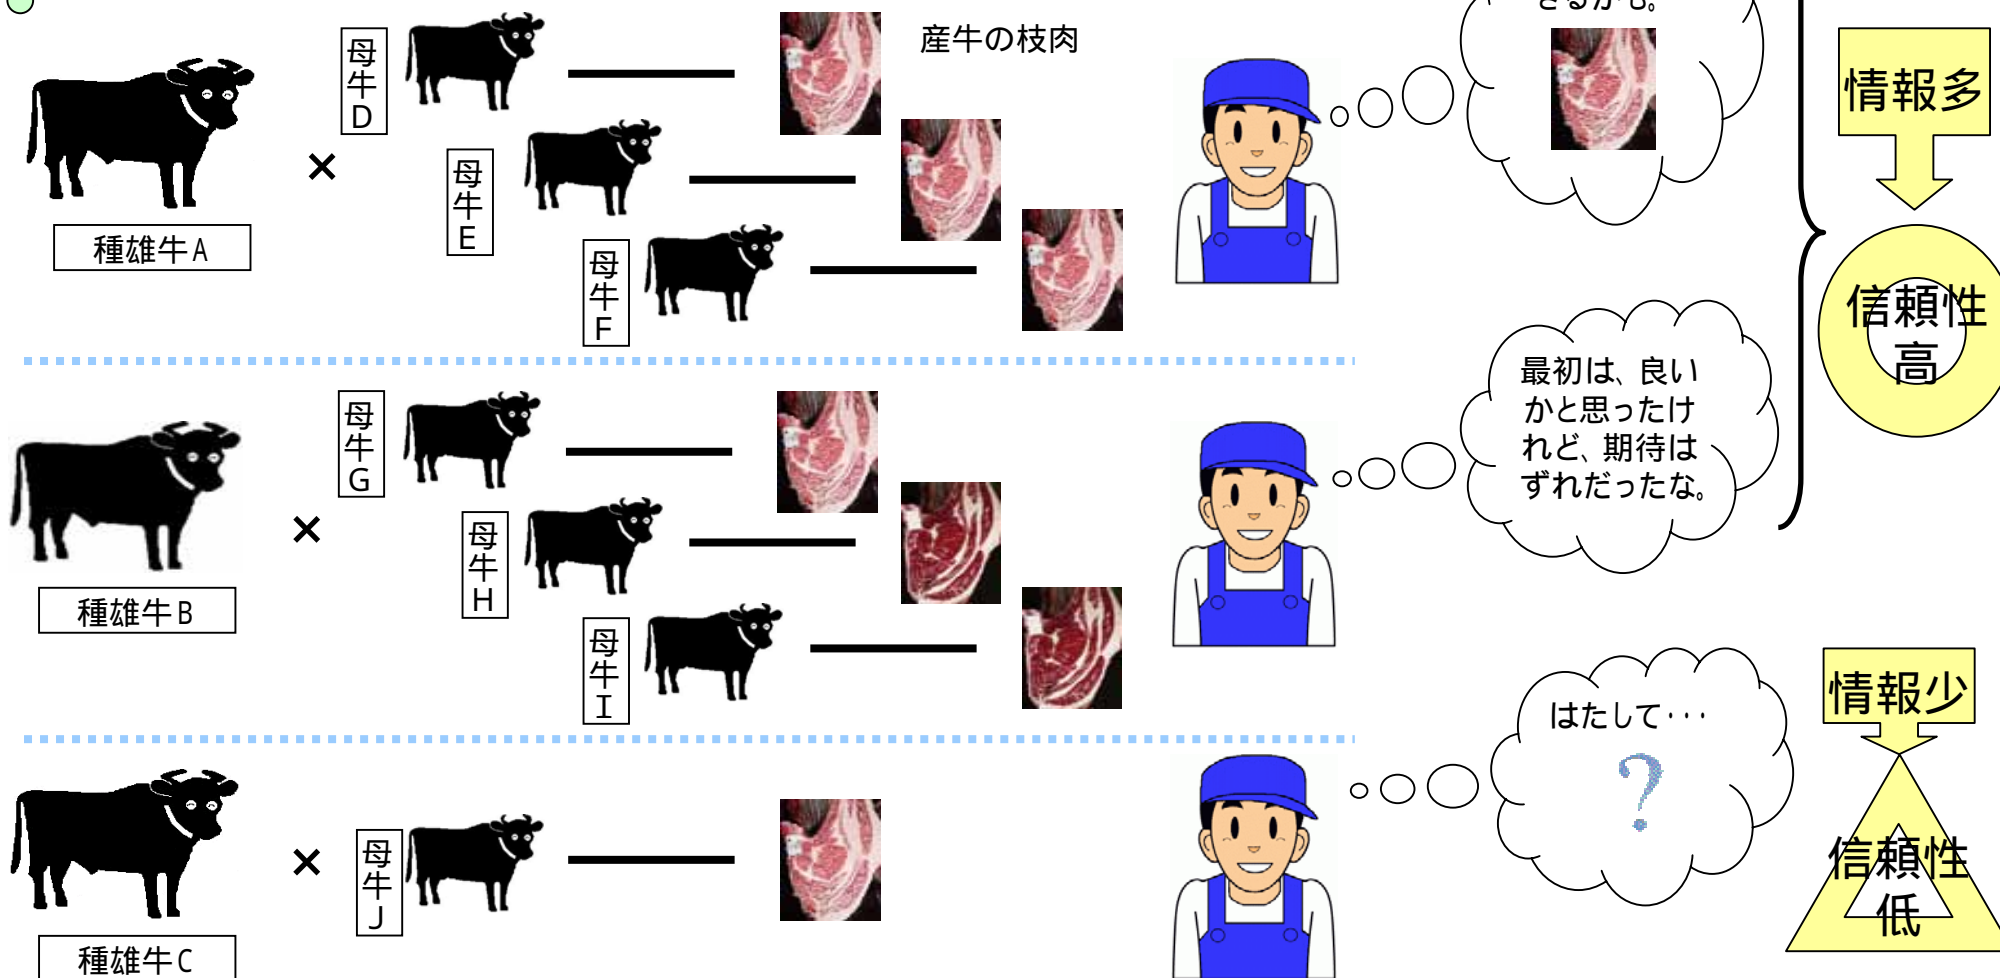 きるかも。
産牛の枝肉
母牛D
母牛E
母牛F
×
種雄牛A
情報多
信頼性
高
母牛G
母牛H
母牛I
×
種雄牛B
最初は、良い
かと思ったけ
れど、期待は
ずれだったな。
母牛J
×
種雄牛C
はたして･･･
?
情報少
信頼性
低